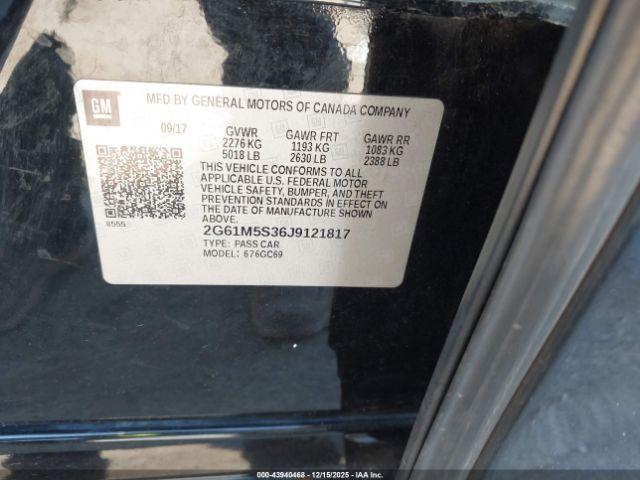 GM
MFD BY GENERAL MOTORS OF CANADA COMPANY
09/17
GVWR GAWR FRT GAWR RR
2276 KG 1193 KG 1083 KG
5018 LB 2630 LB 2388 LB
THIS VEHICLE CONFORMS TO ALL
APPLICABLE U.S. FEDERAL MOTOR
VEHICLE SAFETY, BUMPER, AND THEFT
PREVENTION STANDARDS IN EFFECT ON
THE DATE OF MANUFACTURE SHOWN
ABOVE.
8555
2G61M5S36J9121817
TYPE: PASS CAR
MODEL: 676GC69
000-43940468 - 12/15/2025 - IAA Inc.